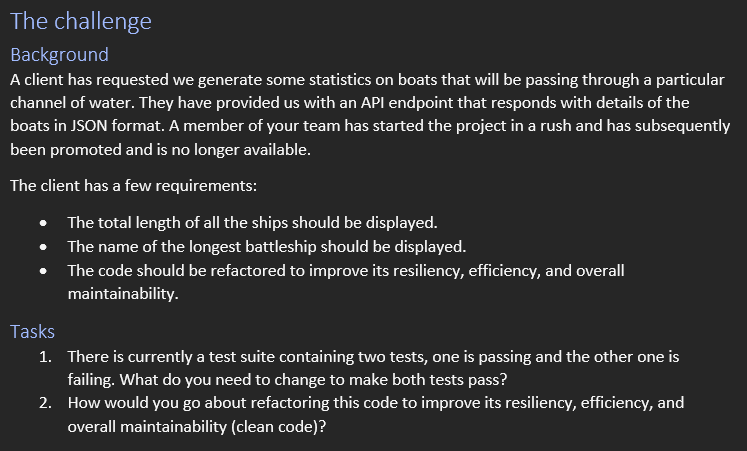 The challenge
Background
A client has requested we generate some statistics on boats that will be passing through a particular
channel of water. They have provided us with an API endpoint that responds with details of the
boats in JSON format. A member of your team has started the project in a rush and has subsequently
been promoted and is no longer available.
The client has a few requirements:
• The total length of all the ships should be displayed.
• The name of the longest battleship should be displayed.
• The code should be refactored to improve its resiliency, efficiency, and overall
maintainability.
Tasks
1. There is currently a test suite containing two tests, one is passing and the other one is
failing. What do you need to change to make both tests pass?
2. How would you go about refactoring this code to improve its resiliency, efficiency, and
overall maintainability (clean code)?